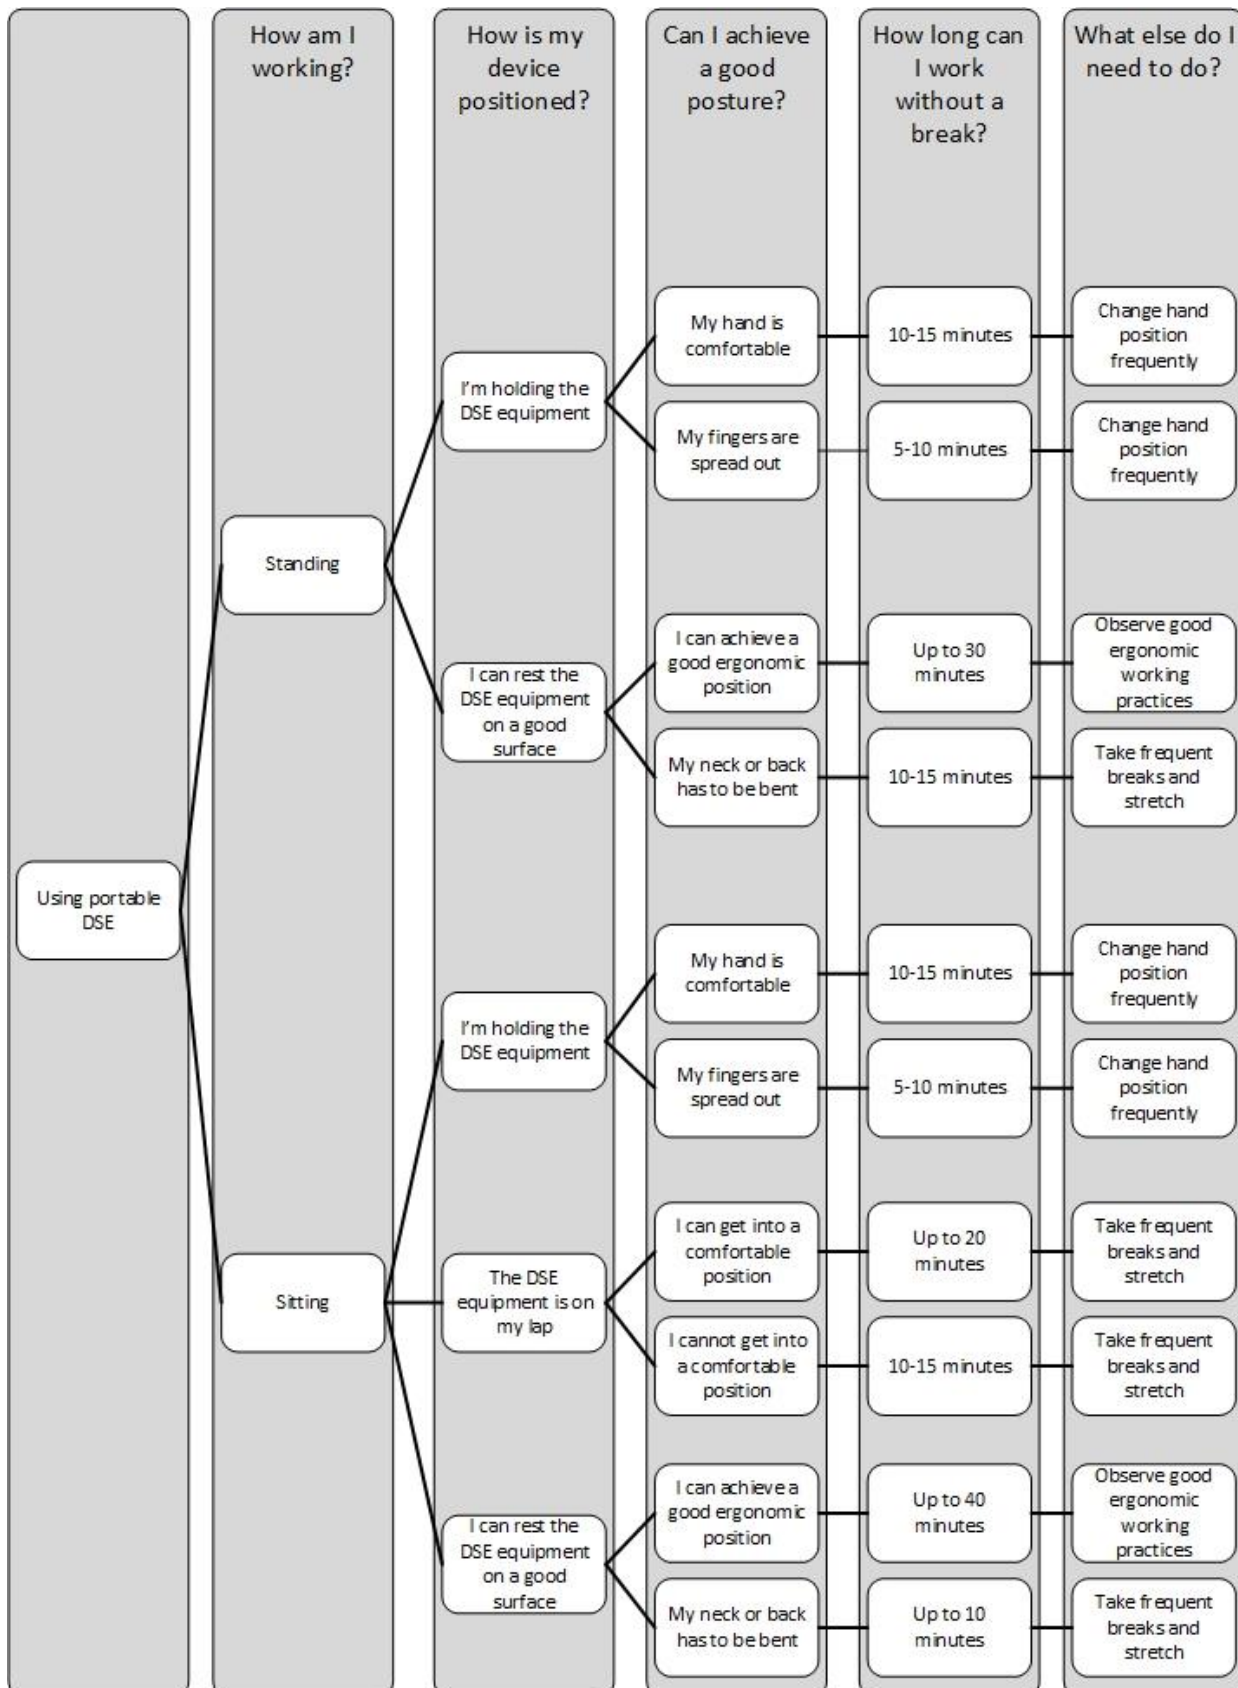 How am I
working?
How is my
device
positioned?
Can I achieve
a good
posture?
How long can
I work
without a
break?
What else do I
need to do?
Using portable
DSE
Standing
I'm holding the
DSE equipment
My hand is
comfortable
10-15 minutes
Change hand
position
frequently
My fingers are
spread out
5-10 minutes
Change hand
position
frequently
I can rest the
DSE equipment
on a good
surface
I can achieve a
good ergonomic
position
Up to 30
minutes
Observe good
ergonomic
working
practices
My neck or back
has to be bent
10-15 minutes
Take frequent
breaks and
stretch
Sitting
I'm holding the
DSE equipment
My hand is
comfortable
10-15 minutes
Change hand
position
frequently
My fingers are
spread out
5-10 minutes
Change hand
position
frequently
The DSE
equipment is on
my lap
I can get into a
comfortable
position
Up to 20
minutes
Take frequent
breaks and
stretch
I cannot get into
a comfortable
position
10-15 minutes
Take frequent
breaks and
stretch
I can rest the
DSE equipment
on a good
surface
I can achieve a
good ergonomic
position
Up to 40
minutes
Observe good
ergonomic
working
practices
My neck or back
has to be bent
Up to 10
minutes
Take frequent
breaks and
stretch